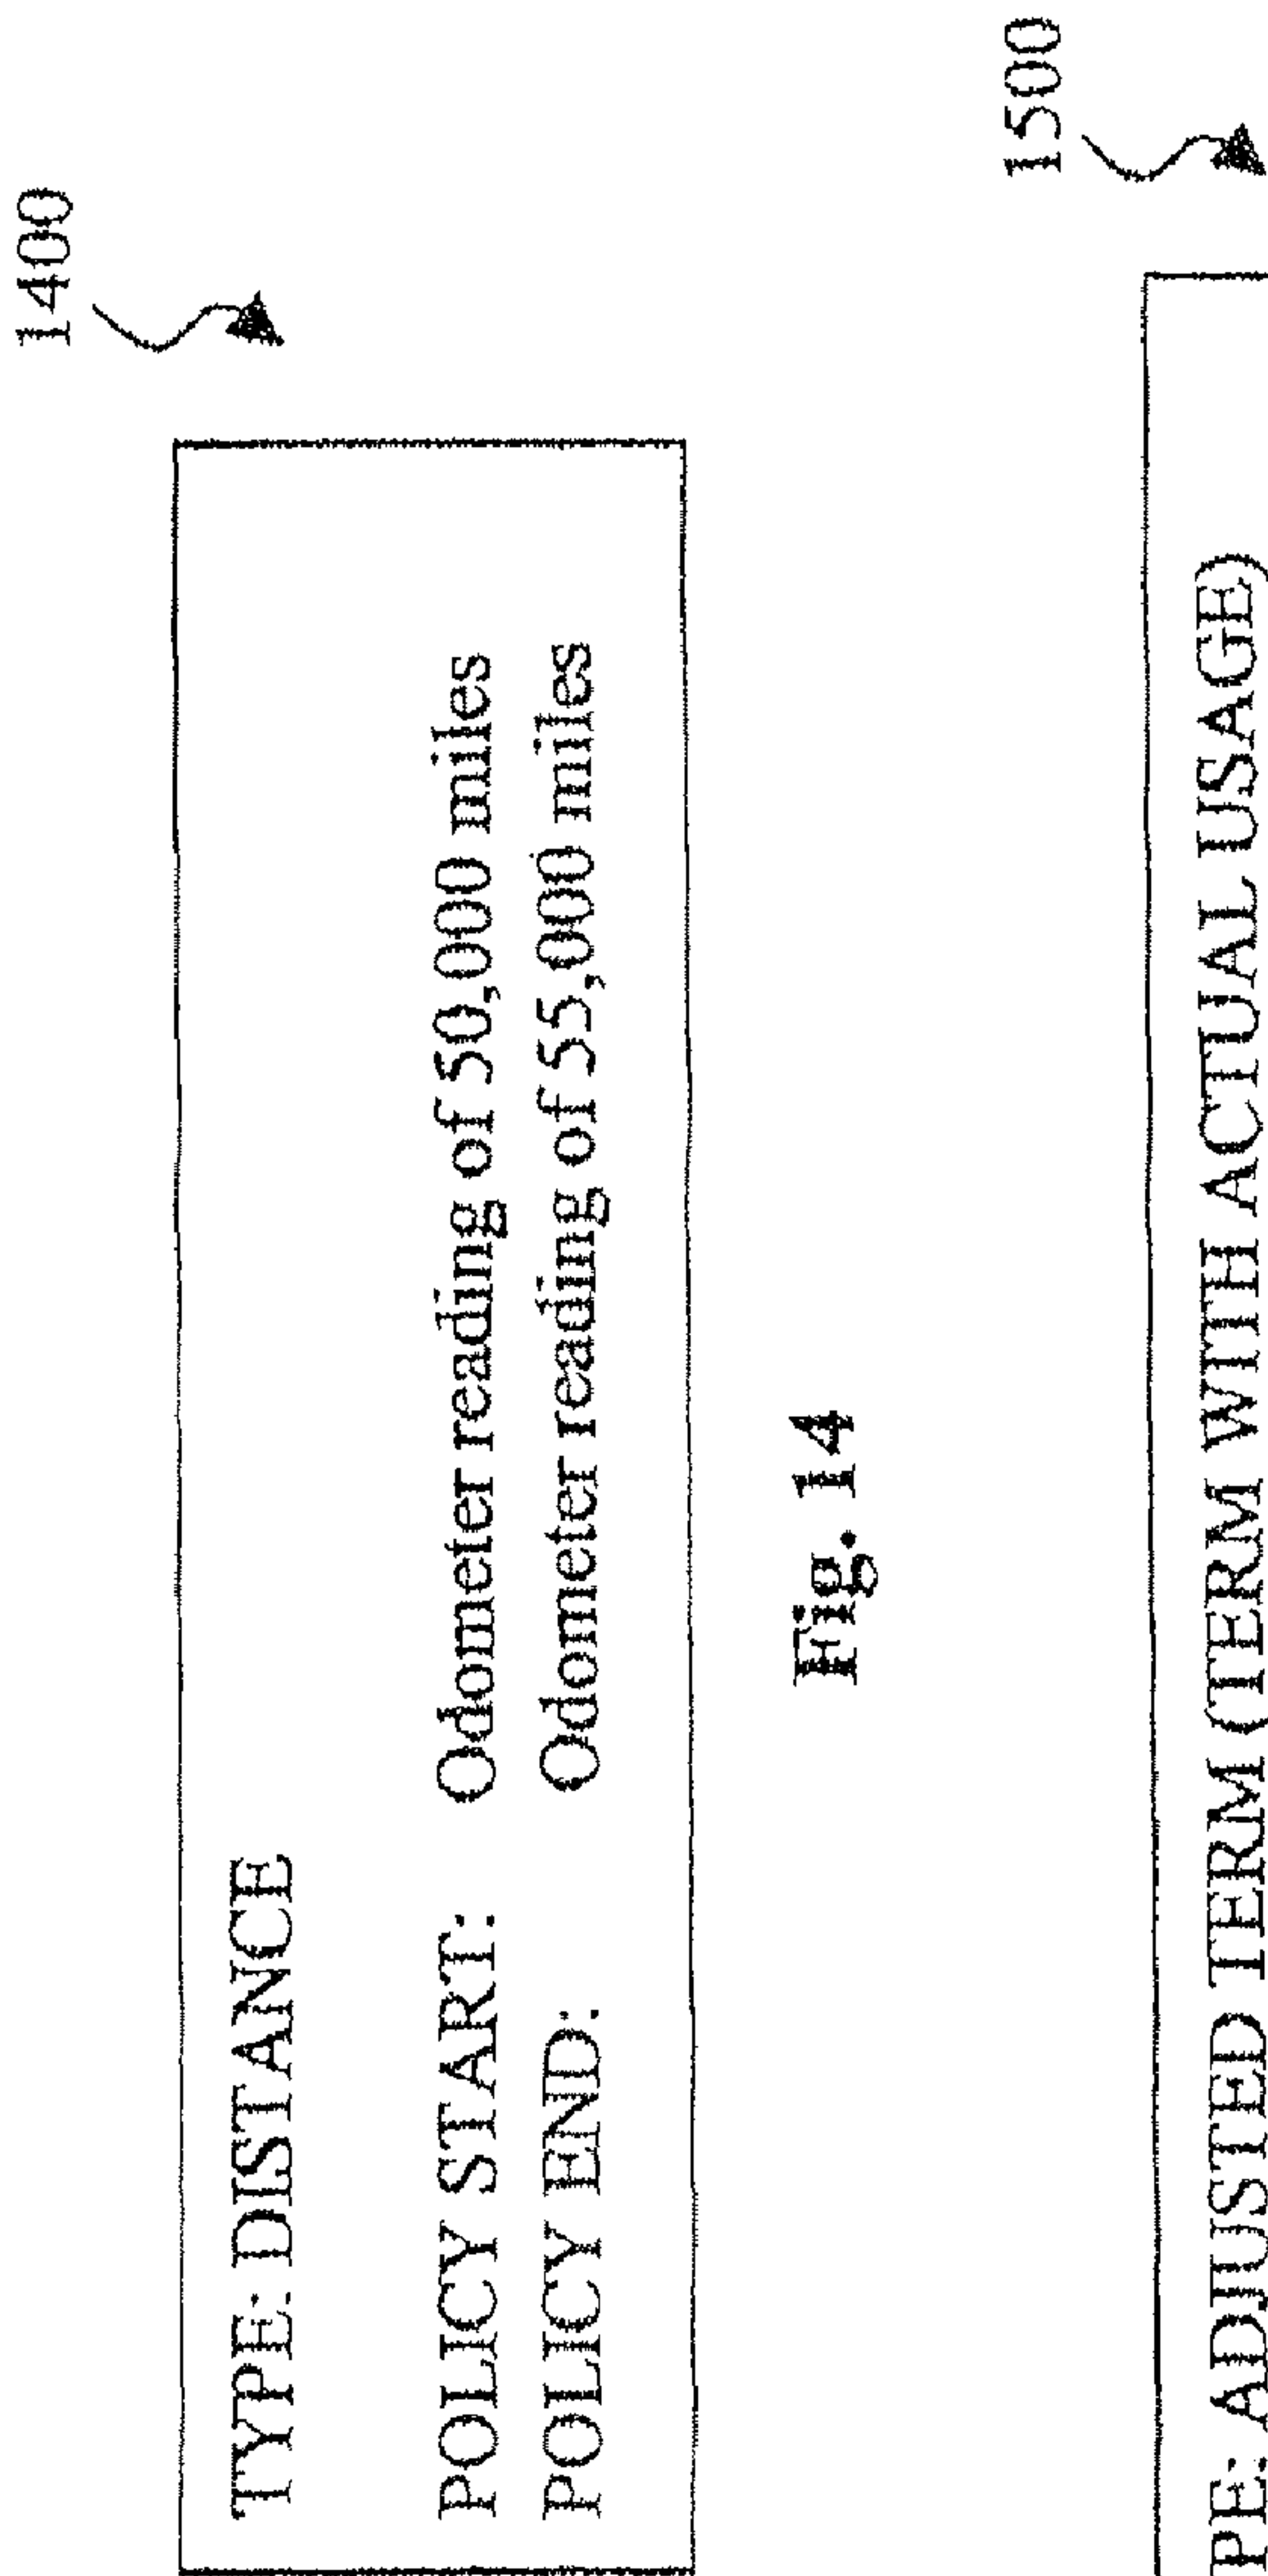 1400
TYPE: DISTANCE
POLICY START: Odometer reading of 50,000 miles
POLICY END: Odometer reading of 55,000 miles
Fig. 14
1500
PE: ADJUSTED TERM (TERM WITH ACTUAL USAGE)